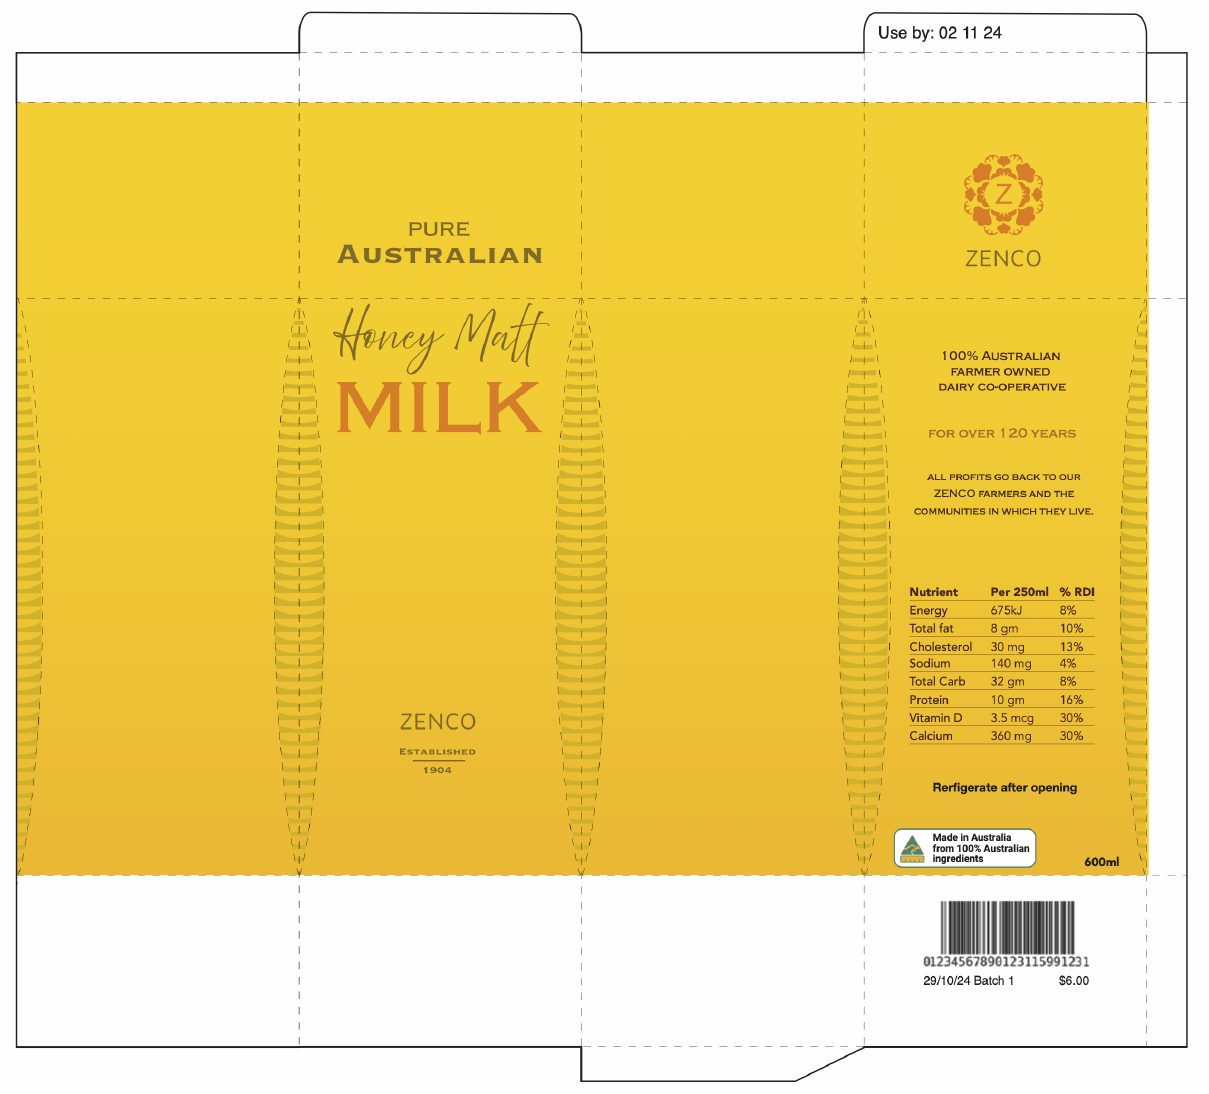 Use by: 02 11 24
PURE
AUSTRALIAN
Honey Matt
MILK
ZENCO
ESTABLISHED
1904
Z
ZENCO
100% AUSTRALIAN
FARMER OWNED
DAIRY CO-OPERATIVE
FOR OVER 120 YEARS
ALL PROFITS GO BACK TO OUR
ZENCO FARMERS AND THE
COMMUNITIES IN WHICH THEY LIVE.
Nutrient Per 250ml % RDI
Energy 675kJ 8%
Total fat 8 gm 10%
Cholesterol 30 mg 13%
Sodium 140 mg 4%
Total Carb 32 gm 8%
Protein 10 gm 16%
Vitamin D 3.5 mcg 30%
Calcium 360 mg 30%
Rerfigerate after opening
Made in Australia
from 100% Australian
ingredients
600ml
01234567890123115991231
29/10/24 Batch 1 $6.00